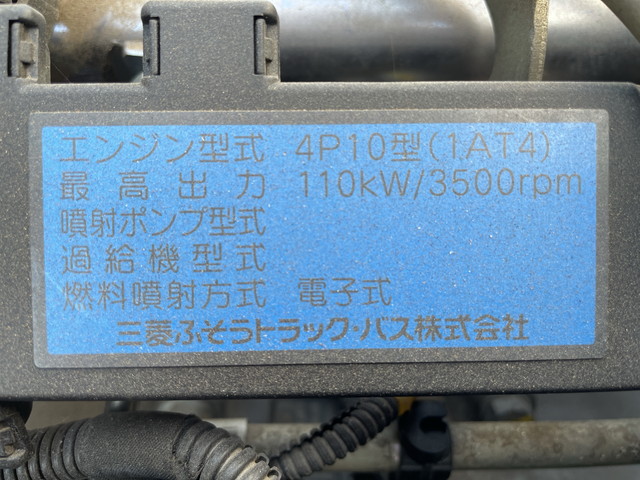 エンジン型式 4P10型(1AT4)
最高出力 110kW/3500rpm
噴射ポンプ型式
過給機型式
燃料噴射方式 電子式
三菱ふそうトラック・バス株式会社